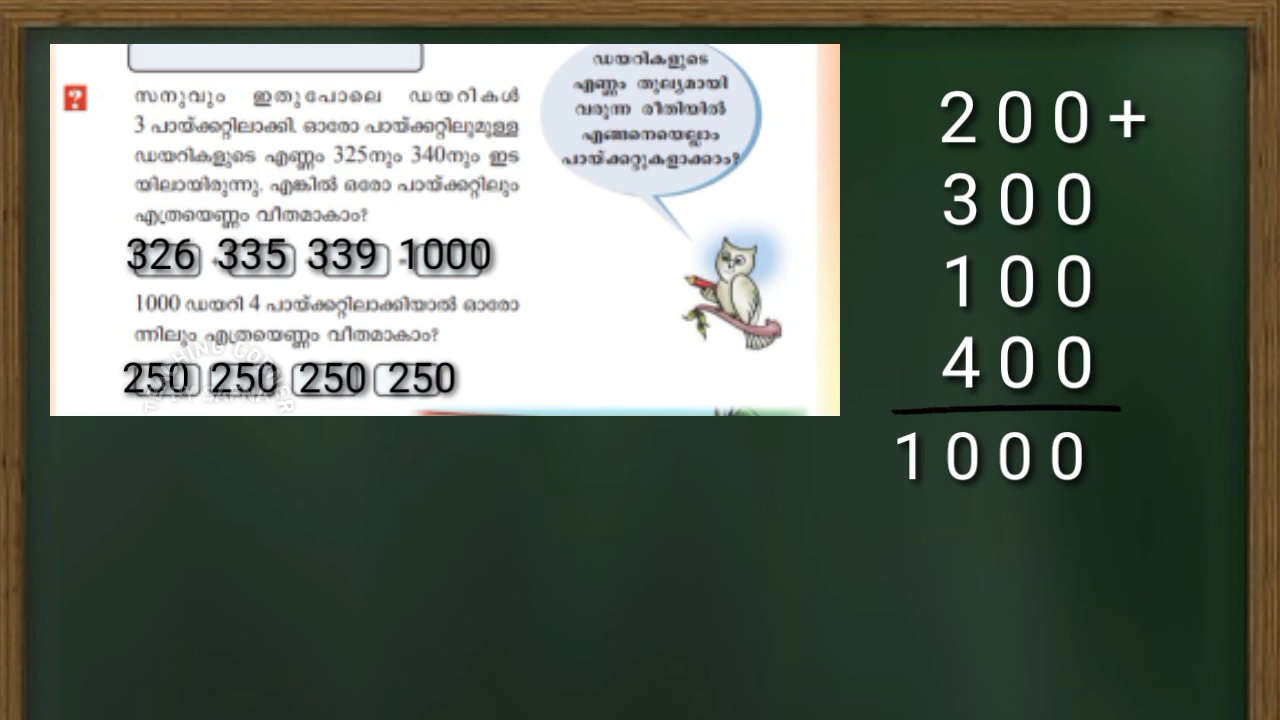 ഡയറികളുടെ
എണ്ണം തുല്യമായി
വരുന്ന രീതിയിൽ
എങ്ങനെയെല്ലാം
പായ്ക്കറ്റുകളാക്കാം?
? സനുവും ഇതുപോലെ ഡയറികൾ
3 പായ്ക്കറ്റിലാക്കി. ഓരോ പായ്ക്കറ്റിലുമുള്ള
ഡയറികളുടെ എണ്ണം 325നും 340നും ഇട
യിലായിരുന്നു. എങ്കിൽ ഒരോ പായ്ക്കറ്റിലും
എത്രയെണ്ണം വീതമാകാം?
326 335 339 1000
1000 ഡയറി 4 പായ്ക്കറ്റിലാക്കിയാൽ ഓരോ
ന്നിലും എത്രയെണ്ണം വീതമാകാം?
250 250 250 250
200+
300
100
400
1000